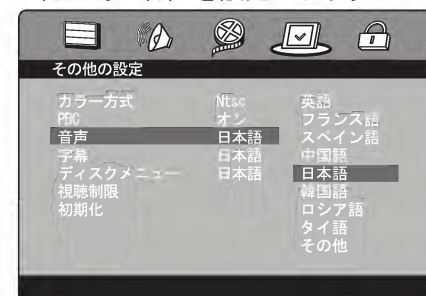 その他の設定
カラー方式 Ntsc 英語
PBC オン フランス語
音声 日本語 スペイン語
字幕 日本語 中国語
ディスクメニュー 日本語 日本語
視聴制限 韓国語
初期化 ロシア語
タイ語
その他